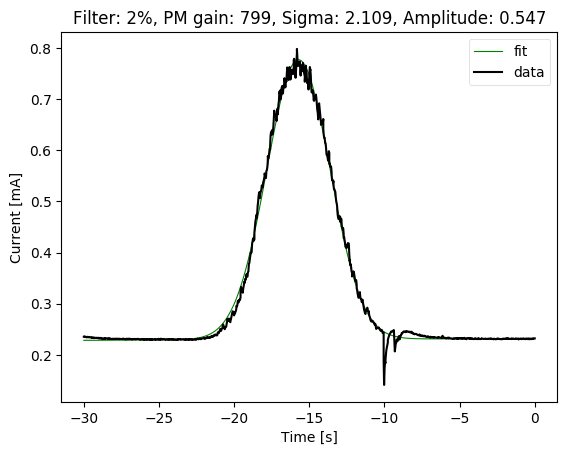 Filter: 2%, PM gain: 799, Sigma: 2.109, Amplitude: 0.547
fit
data
0.8
0.7
0.6
0.5
0.4
0.3
0.2
Current [mA]
−30
−25
−20
−15
−10
−5
0
Time [s]